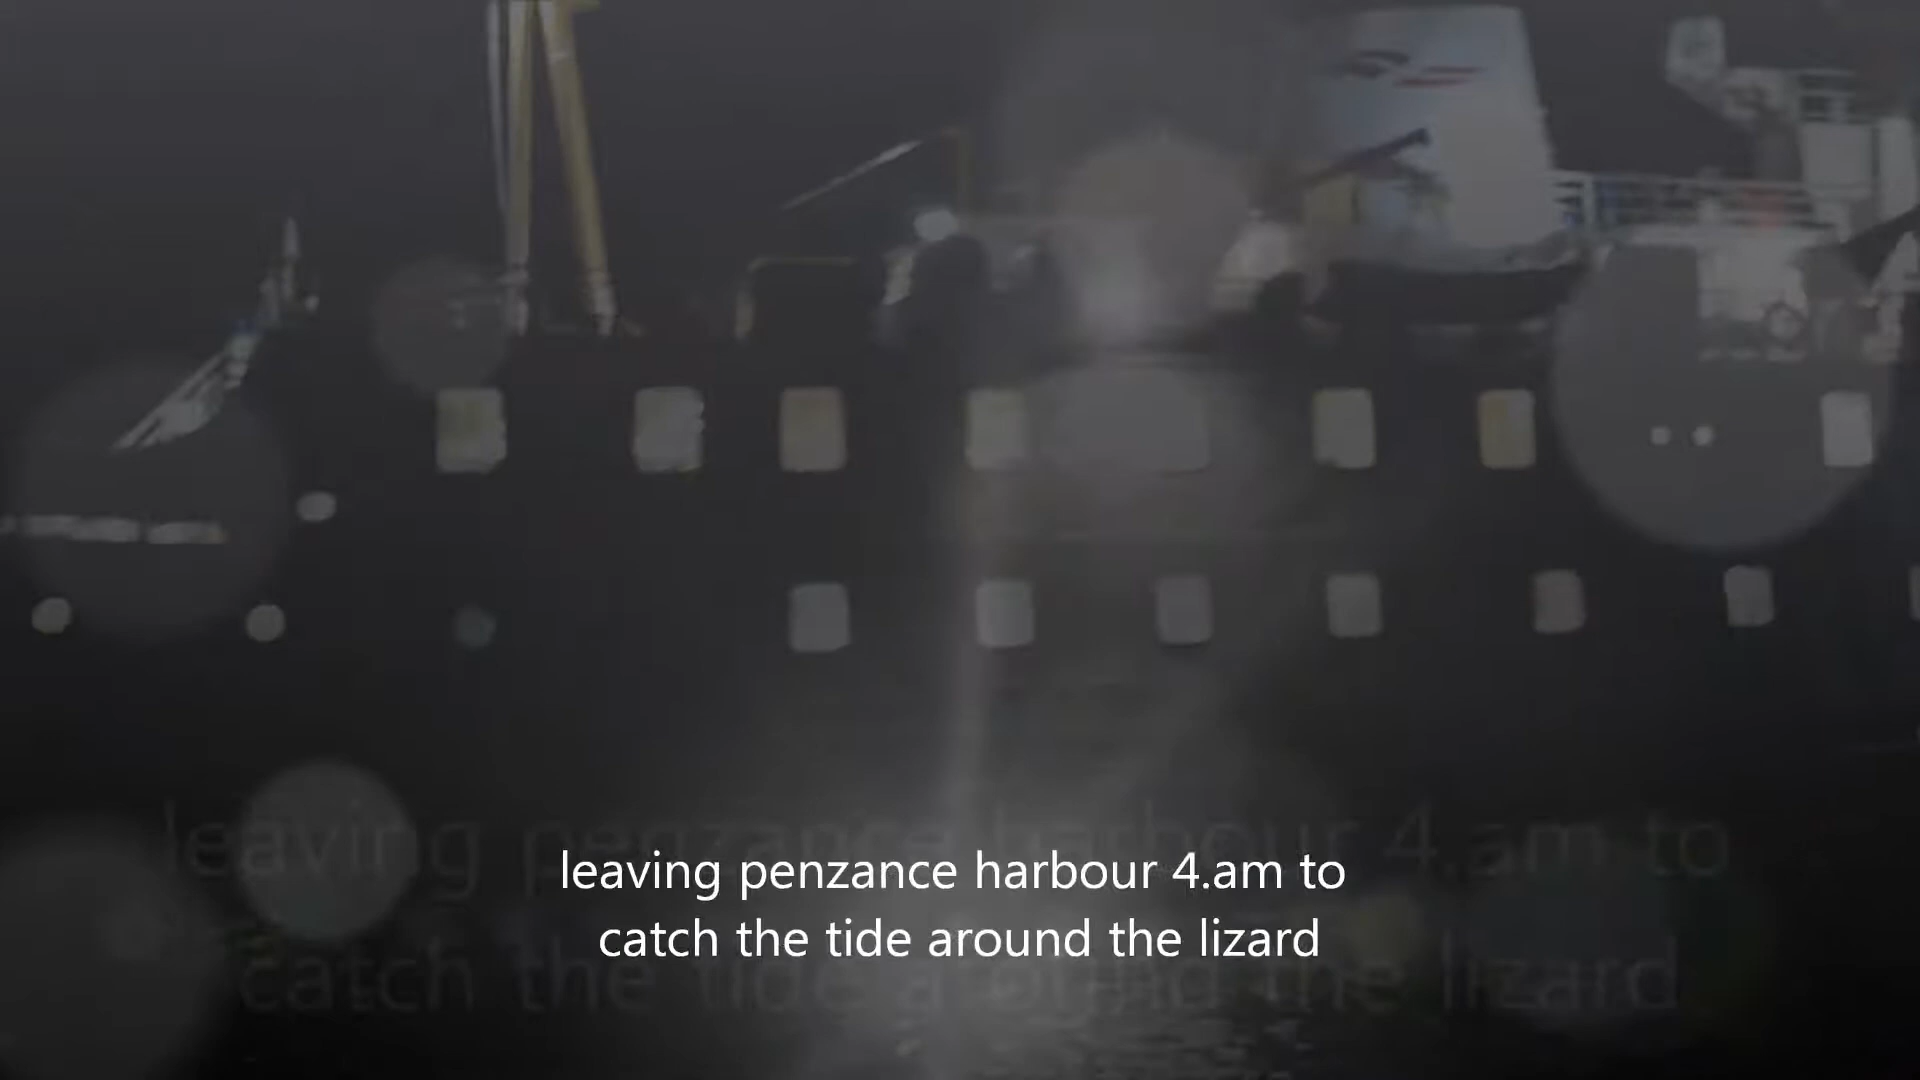 leaving penzance harbour 4.am to
catch the tide around the lizard